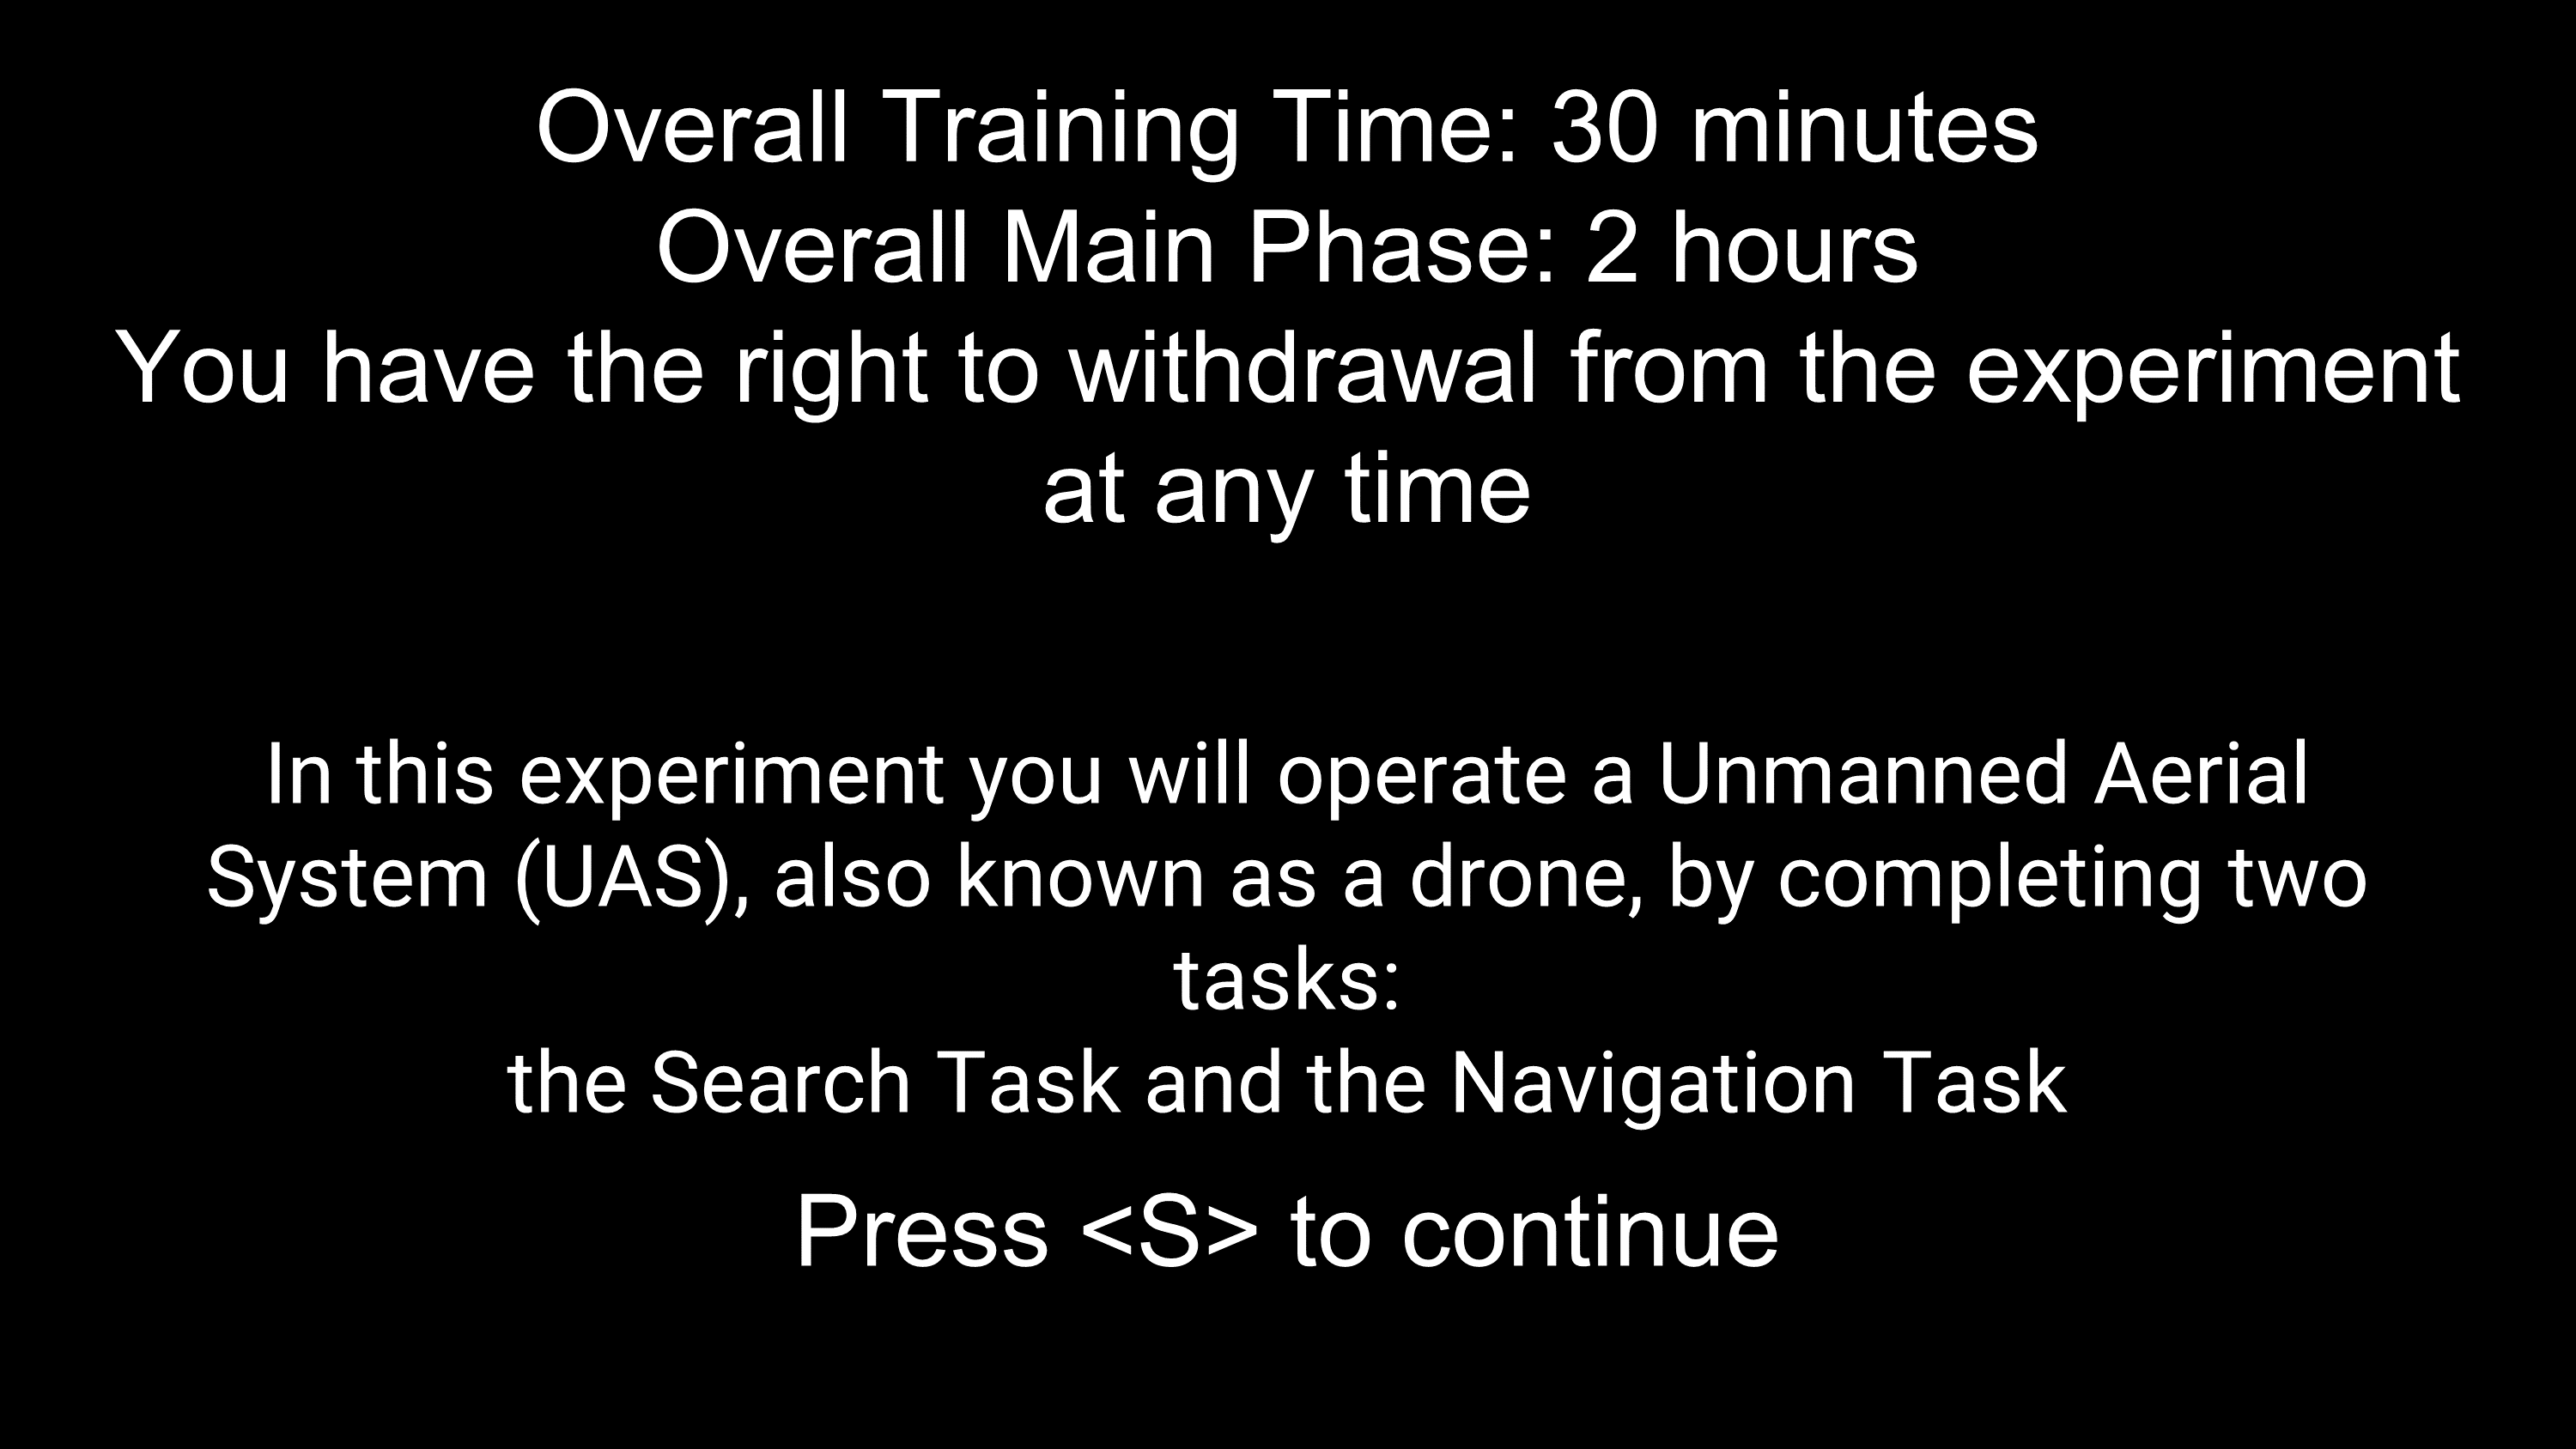 Overall Training Time: 30 minutes
Overall Main Phase: 2 hours
You have the right to withdrawal from the experiment
at any time
In this experiment you will operate a Unmanned Aerial
System (UAS), also known as a drone, by completing two
tasks:
the Search Task and the Navigation Task
Press <S> to continue